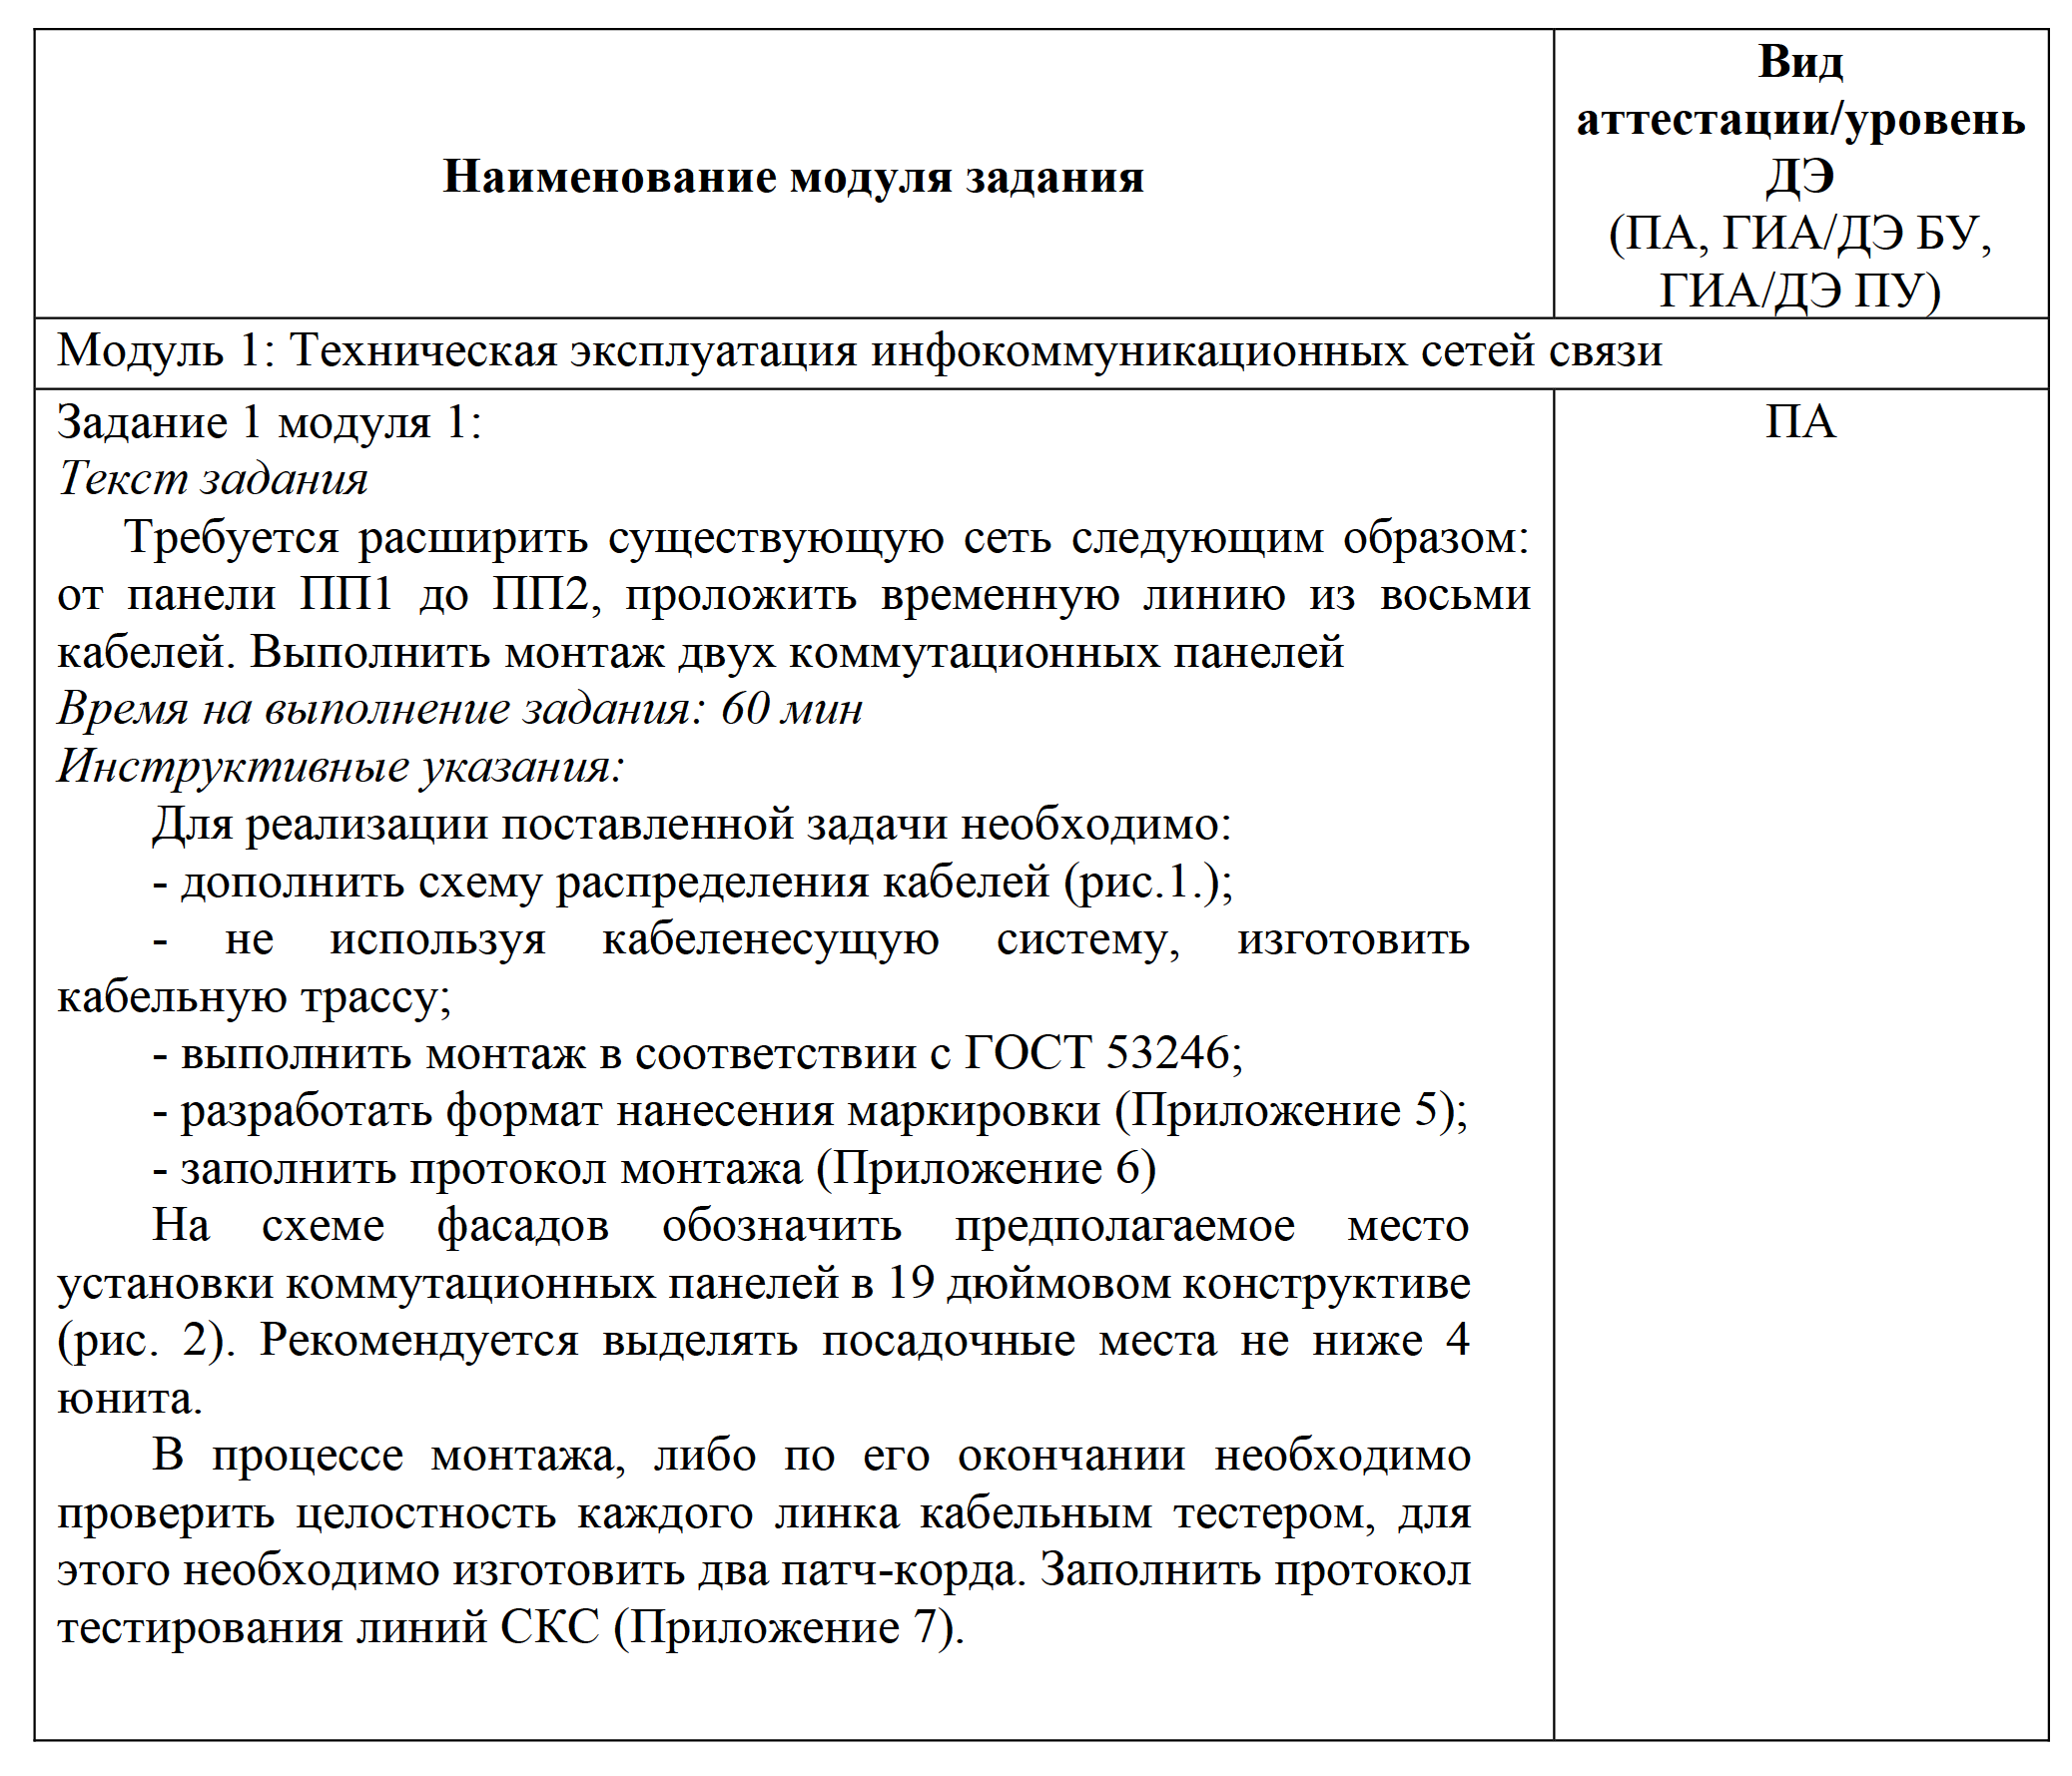 Наименование модуля задания
Вид
аттестации/уровень
ДЭ
(ПА, ГИА/ДЭ БУ,
ГИА/ДЭ ПУ)
Модуль 1: Техническая эксплуатация инфокоммуникационных сетей связи
Задание 1 модуля 1:
ПА
Текст задания
Требуется расширить существующую сеть следующим образом:
от панели ПП1 до ПП2, проложить временную линию из восьми
кабелей. Выполнить монтаж двух коммутационных панелей
Время на выполнение задания: 60 мин
Инструктивные указания:
Для реализации поставленной задачи необходимо:
- дополнить схему распределения кабелей (рис.1.);
- не используя кабеленесущую систему, изготовить
кабельную трассу;
- выполнить монтаж в соответствии с ГОСТ 53246;
- разработать формат нанесения маркировки (Приложение 5);
- заполнить протокол монтажа (Приложение 6)
На схеме фасадов обозначить предполагаемое место
установки коммутационных панелей в 19 дюймовом конструктиве
(рис. 2). Рекомендуется выделять посадочные места не ниже 4
юнита.
В процессе монтажа, либо по его окончании необходимо
проверить целостность каждого линка кабельным тестером, для
этого необходимо изготовить два патч-корда. Заполнить протокол
тестирования линий СКС (Приложение 7).